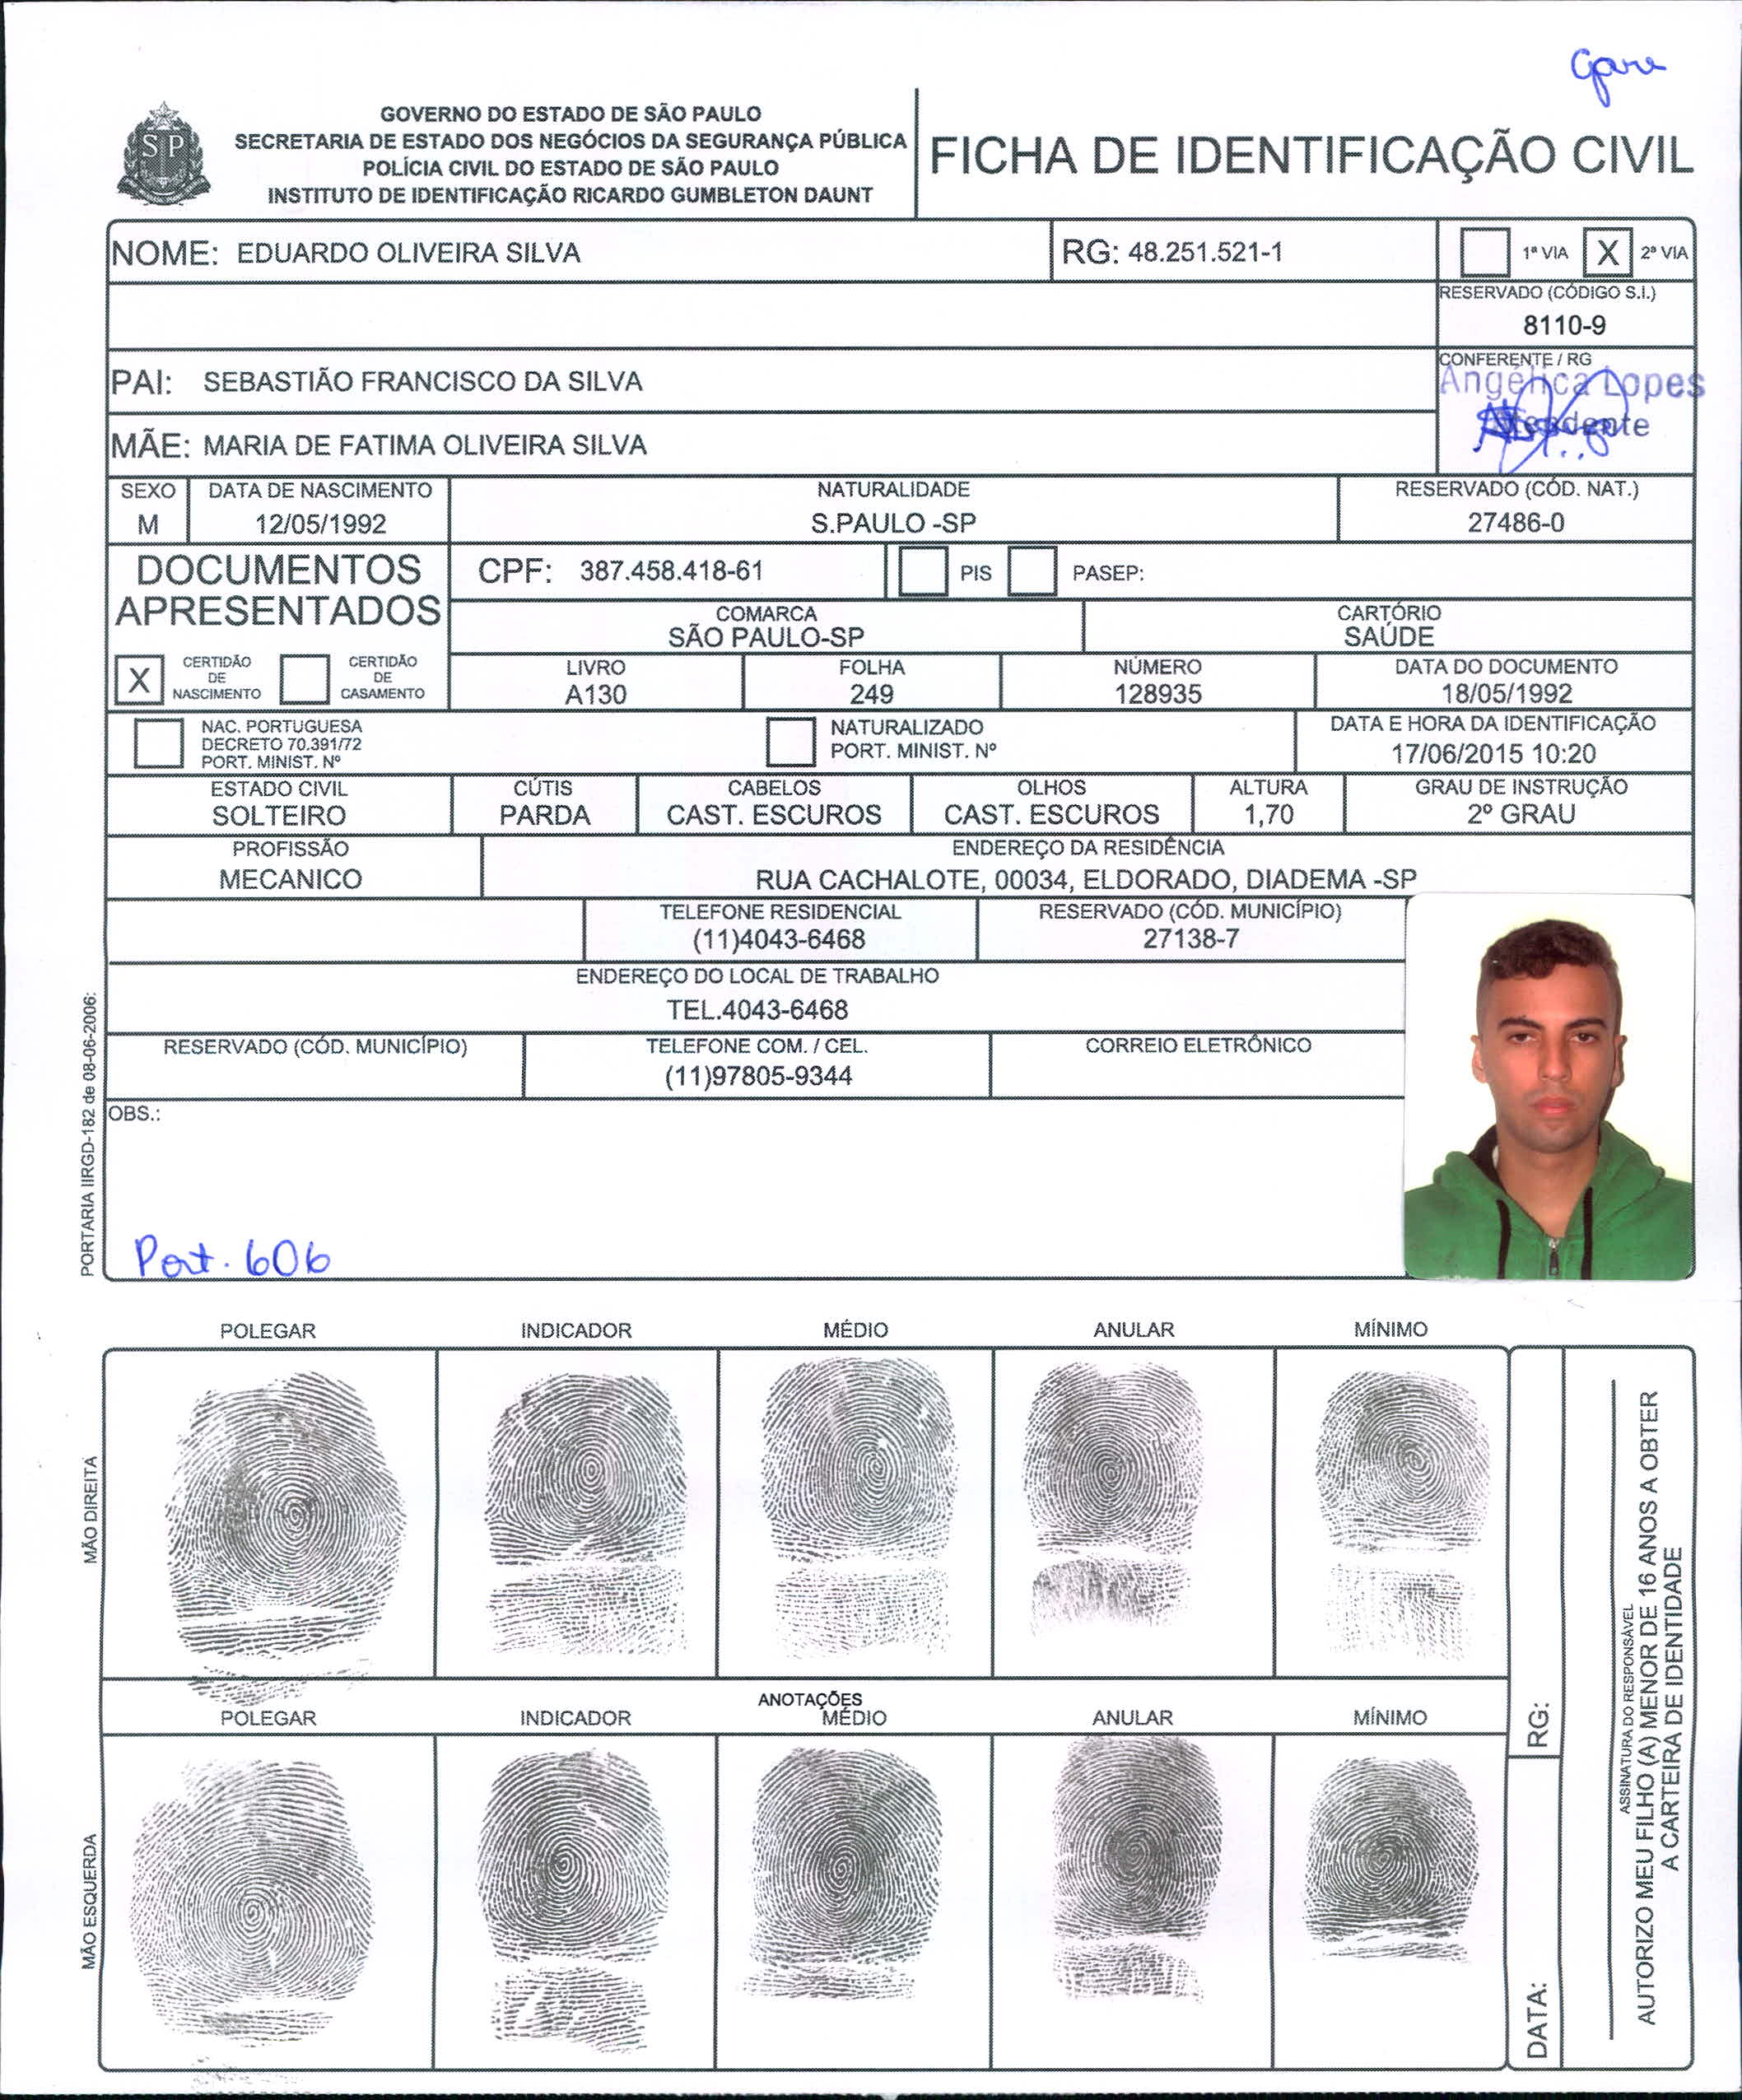 Gare
GOVERNO DO ESTADO DE SÃO PAULO
SECRETARIA DE ESTADO DOS NEGÓCIOS DA SEGURANÇA PÚBLICA
POLÍCIA CIVIL DO ESTADO DE SÃO PAULO
INSTITUTO DE IDENTIFICAÇÃO RICARDO GUMBLETON DAUNT
SP
FICHA DE IDENTIFICAÇÃO CIVIL
NOME: EDUARDO OLIVEIRA SILVA RG: 48.251.521-1 1ª VIA X 2ª VIA
RESERVADO (CÓDIGO S.I.)
8110-9
PAI: SEBASTIÃO FRANCISCO DA SILVA
CONFERENTE / RG
Angélica Lopes
Atendente
MÃE: MARIA DE FATIMA OLIVEIRA SILVA
SEXO DATA DE NASCIMENTO NATURALIDADE RESERVADO (CÓD. NAT.)
M 12/05/1992 S.PAULO -SP 27486-0
DOCUMENTOS
APRESENTADOS
CPF: 387.458.418-61 PIS PASEP:
COMARCA CARTÓRIO
SÃO PAULO-SP SAÚDE
X CERTIDÃO DE NASCIMENTO CERTIDÃO DE CASAMENTO
LIVRO FOLHA NÚMERO DATA DO DOCUMENTO
A130 249 128935 18/05/1992
NAC. PORTUGUESA
DECRETO 70.391/72
PORT. MINIST. Nº
NATURALIZADO
PORT. MINIST. Nº
DATA E HORA DA IDENTIFICAÇÃO
17/06/2015 10:20
ESTADO CIVIL CÚTIS CABELOS OLHOS ALTURA GRAU DE INSTRUÇÃO
SOLTEIRO PARDA CAST. ESCUROS CAST. ESCUROS 1,70 2º GRAU
PROFISSÃO ENDEREÇO DA RESIDÊNCIA
MECANICO RUA CACHALOTE, 00034, ELDORADO, DIADEMA -SP
TELEFONE RESIDENCIAL RESERVADO (CÓD. MUNICÍPIO)
(11)4043-6468 27138-7
ENDEREÇO DO LOCAL DE TRABALHO
TEL.4043-6468
RESERVADO (CÓD. MUNICÍPIO) TELEFONE COM. / CEL. CORREIO ELETRÔNICO
(11)97805-9344
OBS.:
Port. 606
PORTARIA IIRGD-182 de 08-06-2006:
POLEGAR INDICADOR MÉDIO ANULAR MÍNIMO
MÃO DIREITA
ANOTAÇÕES
POLEGAR INDICADOR MÉDIO ANULAR MÍNIMO
MÃO ESQUERDA
RG:
DATA:
ASSINATURA DO RESPONSÁVEL
AUTORIZO MEU FILHO (A) MENOR DE 16 ANOS A OBTER
A CARTEIRA DE IDENTIDADE